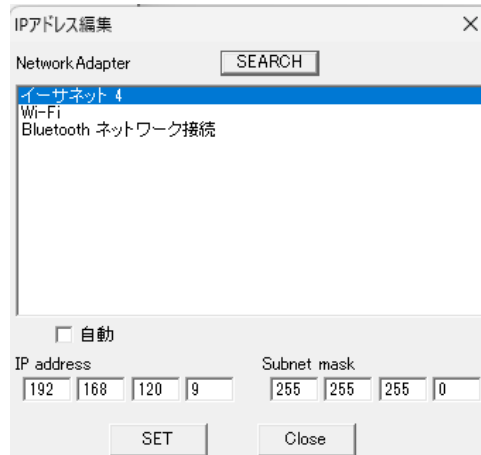 IPアドレス編集
NetworkAdapter SEARCH
イーサネット 4
Wi-Fi
Bluetooth ネットワーク接続
自動
IP address Subnet mask
192 168 120 9 255 255 255 0
SET Close